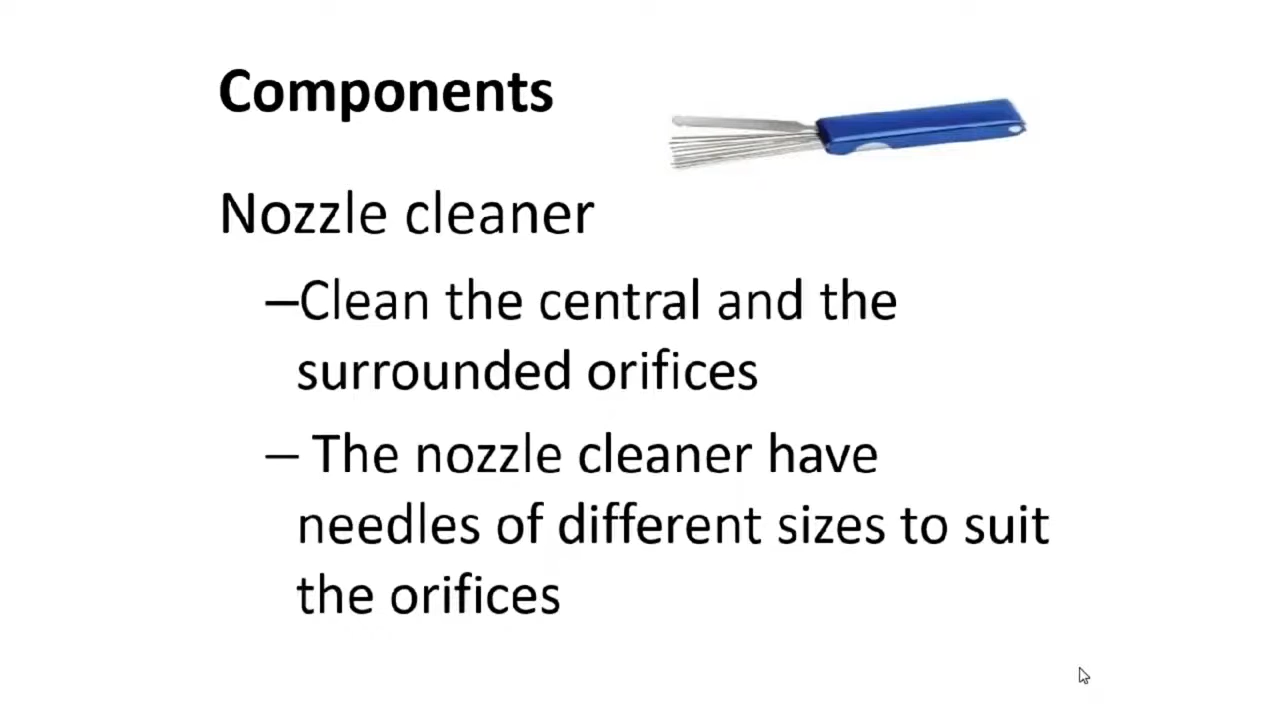 Components
Nozzle cleaner
–Clean the central and the
surrounded orifices
– The nozzle cleaner have
needles of different sizes to suit
the orifices